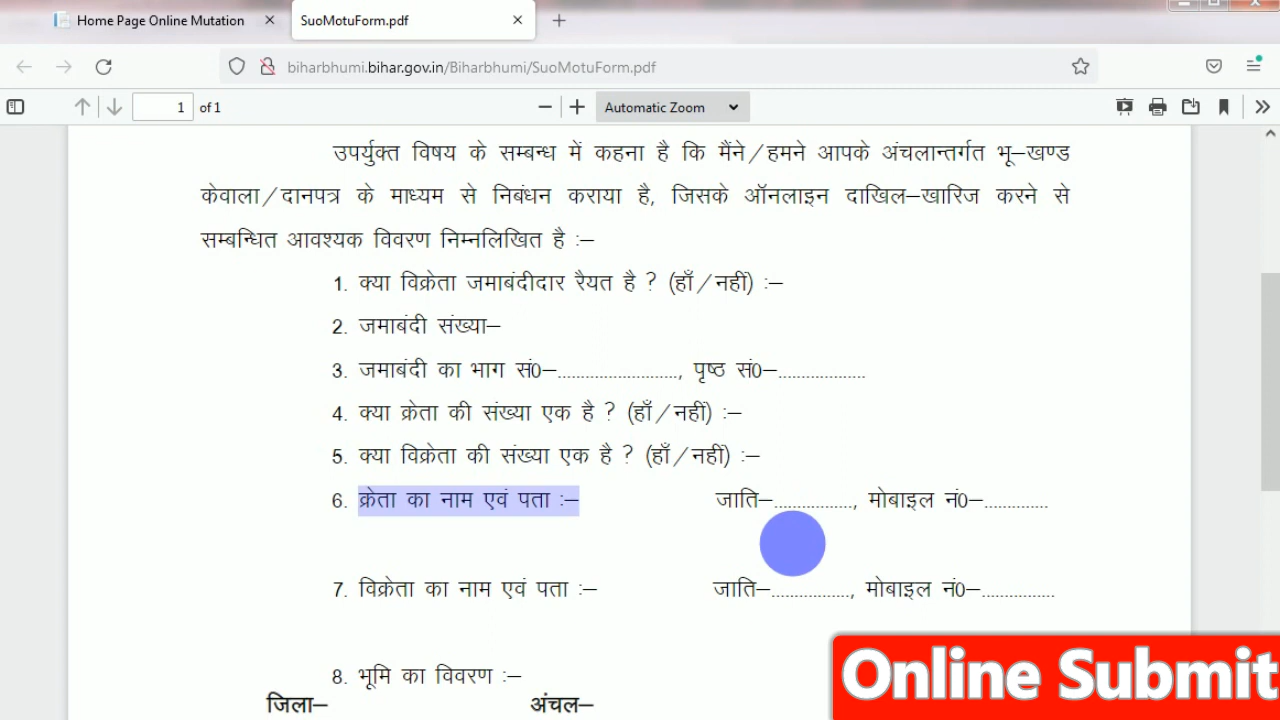 Home Page Online Mutation
SuoMotuForm.pdf
biharbhumi.bihar.gov.in/Biharbhumi/SuoMotuForm.pdf
1 of 1
Automatic Zoom
उपर्युक्त विषय के सम्बन्ध में कहना है कि मैंने/हमने आपके अंचलान्तर्गत भू–खण्ड
केवाला/दानपत्र के माध्यम से निबंधन कराया है, जिसके ऑनलाइन दाखिल–खारिज करने से
सम्बन्धित आवश्यक विवरण निम्नलिखित है :–
1. क्या विक्रेता जमाबंदीदार रैयत है ? (हाँ/नहीं) :–
2. जमाबंदी संख्या–
3. जमाबंदी का भाग सं0–........................, पृष्ठ सं0–..................
4. क्या क्रेता की संख्या एक है ? (हाँ/नहीं) :–
5. क्या विक्रेता की संख्या एक है ? (हाँ/नहीं) :–
6. क्रेता का नाम एवं पता :– जाति–................, मोबाइल नं0–.............
7. विक्रेता का नाम एवं पता :– जाति–................, मोबाइल नं0–...............
8. भूमि का विवरण :–
जिला– अंचल–
Online Submit